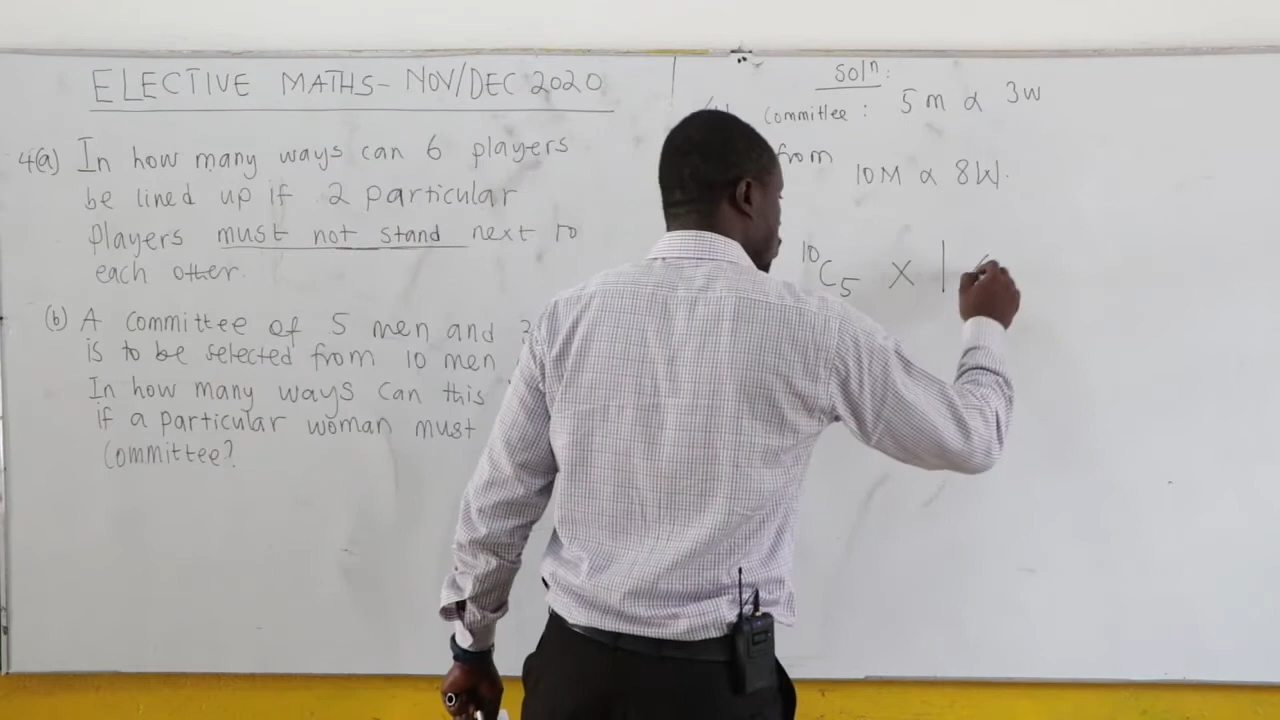 ELECTIVE MATHS- NOV/DEC 2020
4(a) In how many ways can 6 players
be lined up if 2 particular
players must not stand next to
each other.
(b) A committee of 5 men and
is to be selected from 10 men
In how many ways can this
if a particular woman must
committee?
Solⁿ:
Committee: 5m & 3w
from
10M & 8W.
¹⁰C₅ X 1